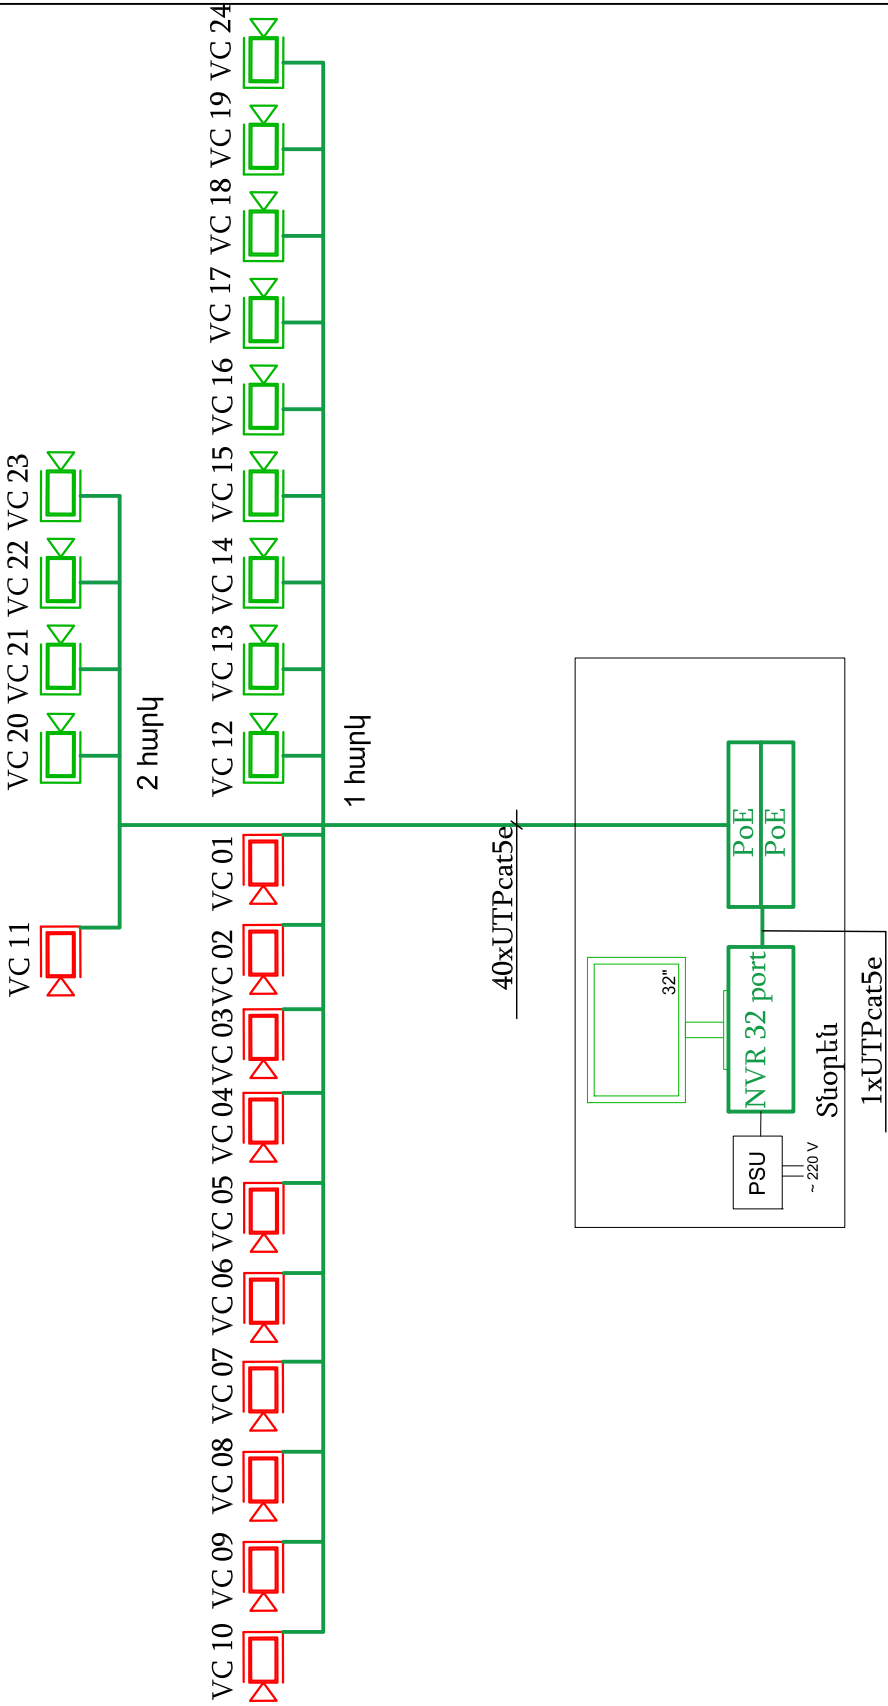 VC 11
VC 20
VC 21
VC 22
VC 23
2 հարկ
VC 10
VC 09
VC 08
VC 07
VC 06
VC 05
VC 04
VC 03
VC 02
VC 01
VC 12
VC 13
VC 14
VC 15
VC 16
VC 17
VC 18
VC 19
VC 24
1 հարկ
40xUTPcat5e
32"
PoE
PoE
NVR 32 port
PSU
~ 220 V
Տնօրեն
1xUTPcat5e